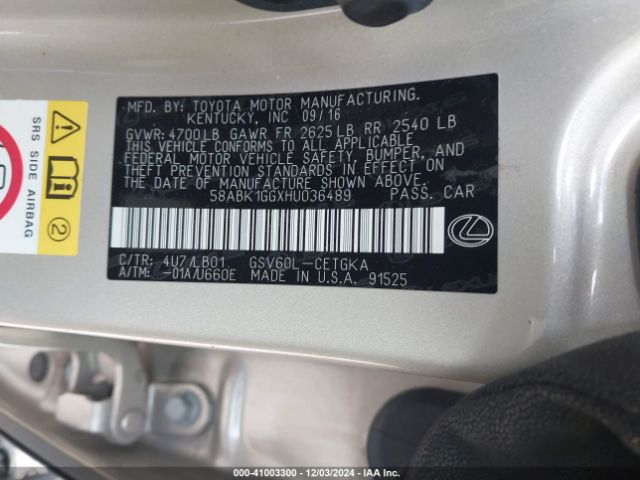 MFD. BY: TOYOTA MOTOR MANUFACTURING,
KENTUCKY, INC 09/16
GVWR: 4700LB GAWR FR 2625LB RR 2540 LB
THIS VEHICLE CONFORMS TO ALL APPLICABLE
FEDERAL MOTOR VEHICLE SAFETY, BUMPER, AND
THEFT PREVENTION STANDARDS IN EFFECT ON
THE DATE OF MANUFACTURE SHOWN ABOVE.
58ABK1GGXHU036489 PASS. CAR
C/TR: 4U7/LB01 GSV60L-CETGKA
A/TM: -01A/U660E MADE IN U.S.A. 91525
SRS SIDE AIRBAG
2
000-41003300 - 12/03/2024 - IAA Inc.